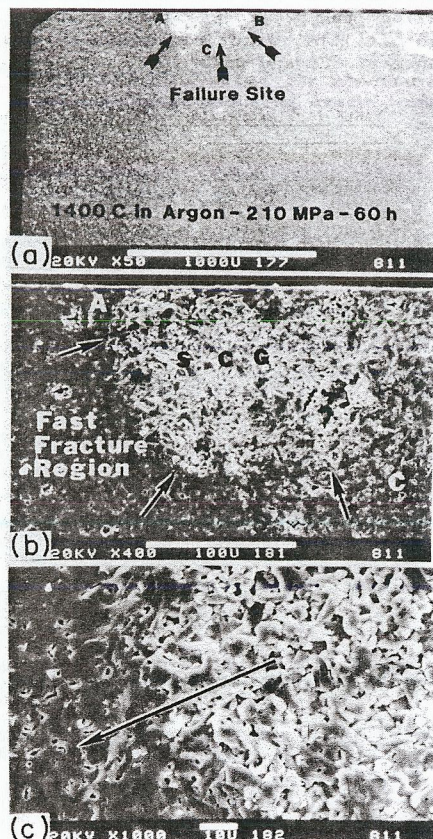 A B
C
Failure Site
1400 C in Argon - 210 MPa - 60 h
(a) 20KV X50 1000U 177 811
A
S C G
Fast
Fracture
Region
C
(b) 20KV X400 100U 181 811
(c) 20KV X1000 10U 182 811